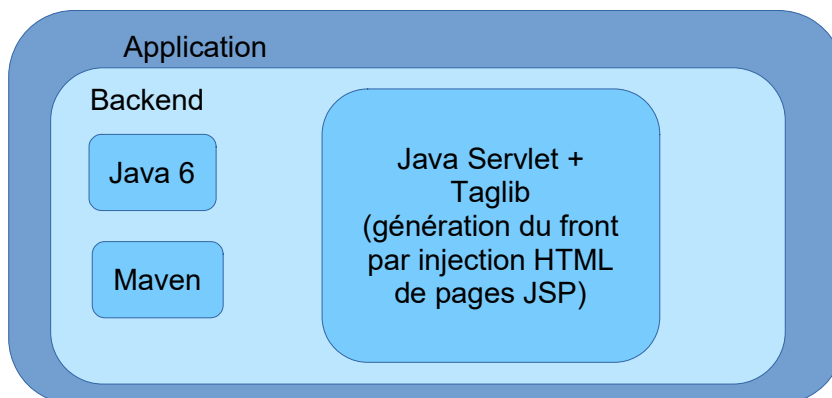 Application
Backend
Java 6
Maven
Java Servlet +
Taglib
(génération du front
par injection HTML
de pages JSP)